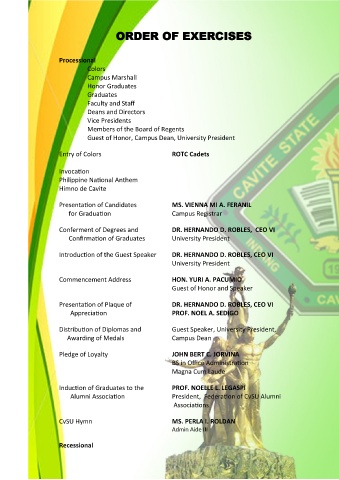 ORDER OF EXERCISES
Processional
Colors
Campus Marshall
Honor Graduates
Graduates
Faculty and Staff
Deans and Directors
Vice Presidents
Members of the Board of Regents
Guest of Honor, Campus Dean, University President
Entry of Colors ROTC Cadets
Invocation
Philippine National Anthem
Himno de Cavite
Presentation of Candidates MS. VIENNA MI A. FERANIL
for Graduation Campus Registrar
Conferment of Degrees and DR. HERNANDO D. ROBLES, CEO VI
Confirmation of Graduates University President
Introduction of the Guest Speaker DR. HERNANDO D. ROBLES, CEO VI
University President
Commencement Address HON. YURI A. PACUMIO
Guest of Honor and Speaker
Presentation of Plaque of DR. HERNANDO D. ROBLES, CEO VI
Appreciation PROF. NOEL A. SEDIGO
Distribution of Diplomas and Guest Speaker, University President,
Awarding of Medals Campus Dean
Pledge of Loyalty JOHN BERT C. JORVINA
BS in Office Administration
Magna Cum Laude
Induction of Graduates to the PROF. NOELLE L. LEGASPI
Alumni Association President, Federation of CvSU Alumni
Associations
CvSU Hymn MS. PERLA I. ROLDAN
Admin Aide III
Recessional
CAVITE STATE